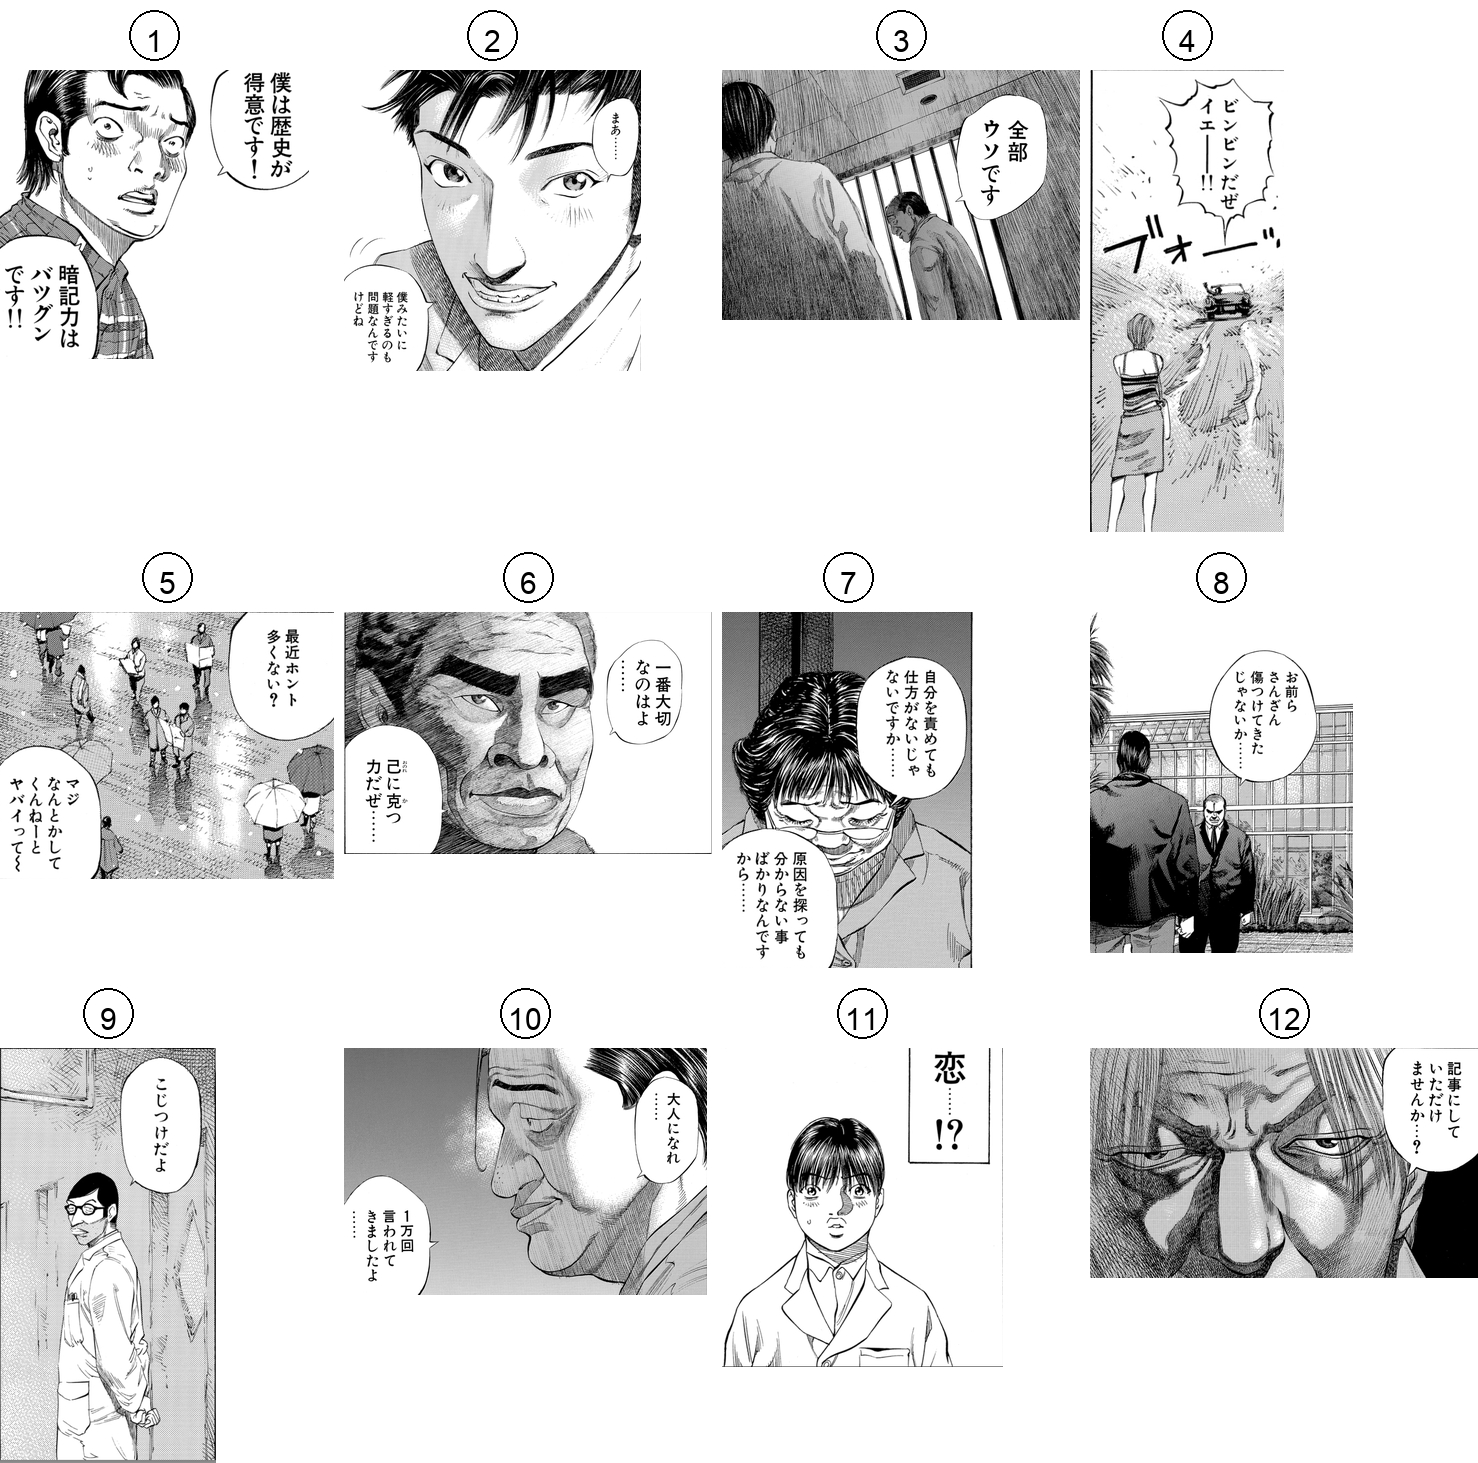 1
僕は歴史が
得意です!
暗記力は
バツグン
です!!
2
まあ……
僕みたいに
軽すぎるのも
問題なんです
けどね
3
全部
ウソです
4
ビンビンだぜ
イエ――!!
ブォ――
5
最近ホント
多くない?
マジ
なんとかして
くんねーと
ヤバイって〜
6
一番大切
なのはよ
……
己に克つ
おのれ
か
力だぜ……
7
自分を責めても
仕方がないじゃ
ないですか……
原因を探っても
分からない事
ばかりなんです
から……
8
お前ら
さんざん
傷つけてきた
じゃないか……
9
こじつけだよ
10
大人になれ
……
1万回
言われて
きましたよ
……
11
恋……!?
12
記事にして
いただけ
ませんか…?